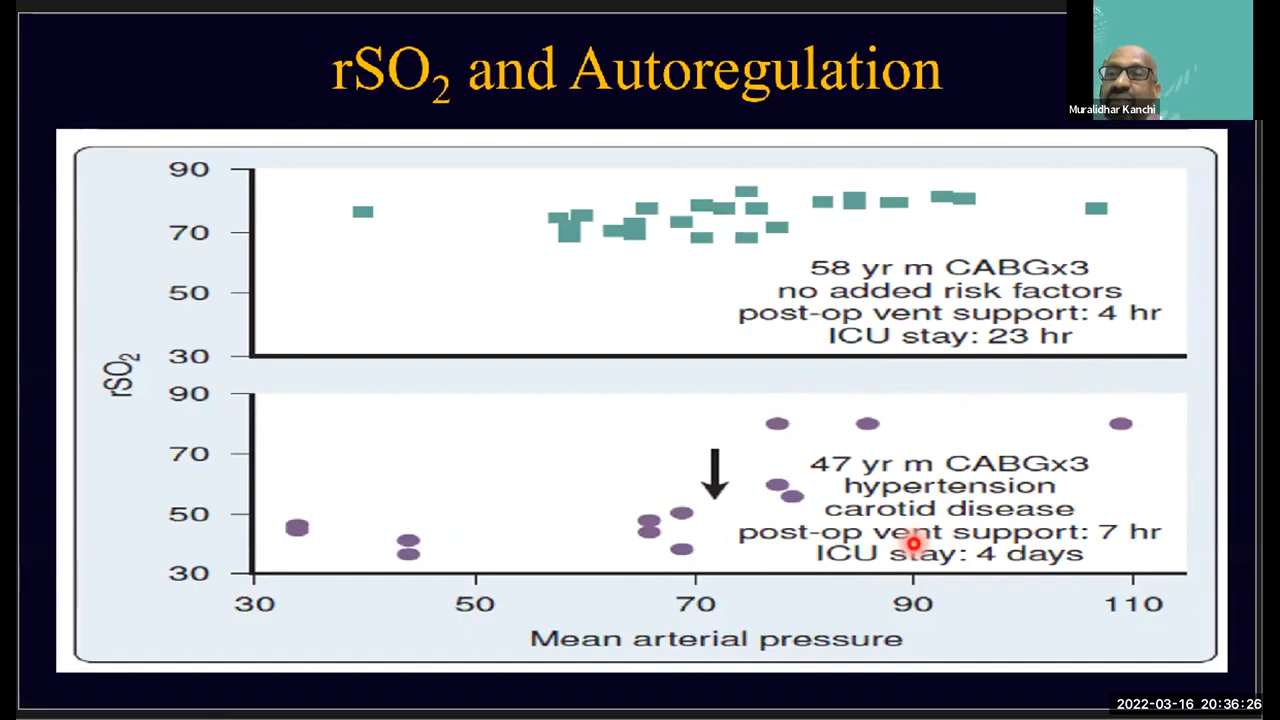 rSO2 and Autoregulation
Muralidhar Kanchi
90
70
50
30
58 yr m CABGx3
no added risk factors
post-op vent support: 4 hr
ICU stay: 23 hr
rSO2
90
70
50
30
47 yr m CABGx3
hypertension
carotid disease
post-op vent support: 7 hr
ICU stay: 4 days
30 50 70 90 110
Mean arterial pressure
2022-03-16 20:36:26